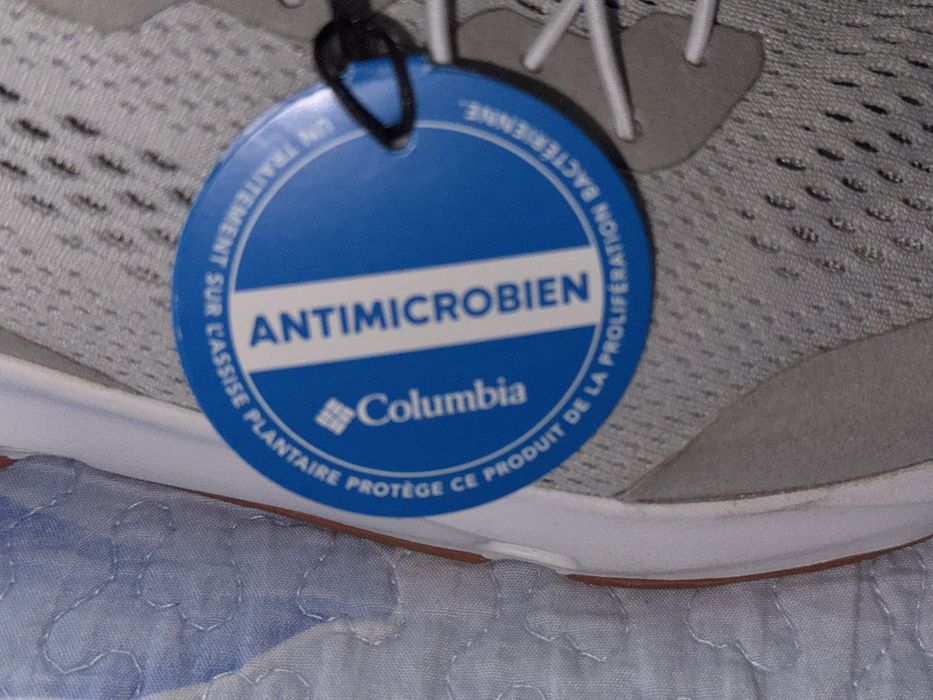 UN TRAITEMENT SUR L'ASSISE PLANTAIRE PROTÈGE CE PRODUIT DE LA PROLIFÉRATION BACTÉRIENNE.
ANTIMICROBIEN
Columbia